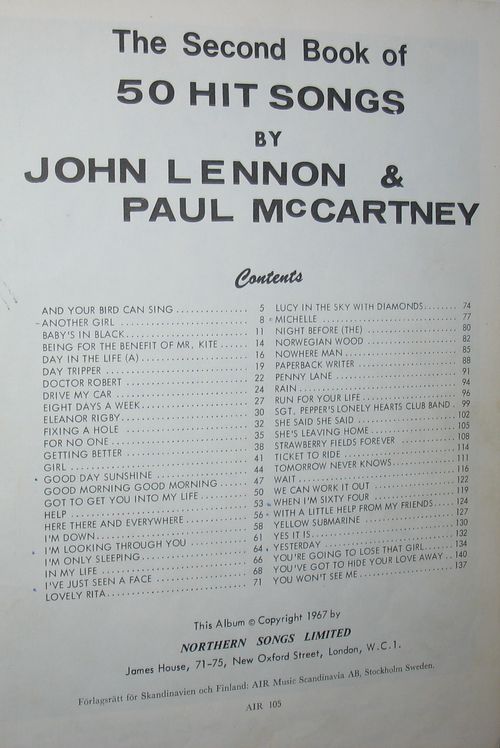 The Second Book of
50 HIT SONGS
BY
JOHN LENNON &
PAUL McCARTNEY
Contents
AND YOUR BIRD CAN SING 5
ANOTHER GIRL 8
BABY'S IN BLACK 11
BEING FOR THE BENEFIT OF MR. KITE 14
DAY IN THE LIFE (A) 16
DAY TRIPPER 19
DOCTOR ROBERT 22
DRIVE MY CAR 24
EIGHT DAYS A WEEK 27
ELEANOR RIGBY 30
FIXING A HOLE 32
FOR NO ONE 35
GETTING BETTER 38
GIRL 41
GOOD DAY SUNSHINE 44
GOOD MORNING GOOD MORNING 47
GOT TO GET YOU INTO MY LIFE 50
HELP 53
HERE THERE AND EVERYWHERE 56
I'M DOWN 58
I'M LOOKING THROUGH YOU 61
I'M ONLY SLEEPING 64
IN MY LIFE 66
I'VE JUST SEEN A FACE 68
LOVELY RITA 71
LUCY IN THE SKY WITH DIAMONDS 74
MICHELLE 77
NIGHT BEFORE (THE) 80
NORWEGIAN WOOD 82
NOWHERE MAN 85
PAPERBACK WRITER 88
PENNY LANE 91
RAIN 94
RUN FOR YOUR LIFE 96
SGT. PEPPER'S LONELY HEARTS CLUB BAND 99
SHE SAID SHE SAID 102
SHE'S LEAVING HOME 105
STRAWBERRY FIELDS FOREVER 108
TICKET TO RIDE 114
TOMORROW NEVER KNOWS 111
WAIT 116
WE CAN WORK IT OUT 122
WHEN I'M SIXTY FOUR 119
WITH A LITTLE HELP FROM MY FRIENDS 124
YELLOW SUBMARINE 127
YES IT IS 130
YESTERDAY 132
YOU'RE GOING TO LOSE THAT GIRL 134
YOU'VE GOT TO HIDE YOUR LOVE AWAY 140
YOU WON'T SEE ME 137
This Album © Copyright 1967 by
NORTHERN SONGS LIMITED
James House, 71-75, New Oxford Street, London, W.C.1.
Förlagsrätt för Skandinavien och Finland: AIR Music Scandinavia AB, Stockholm Sweden.
AIR 105